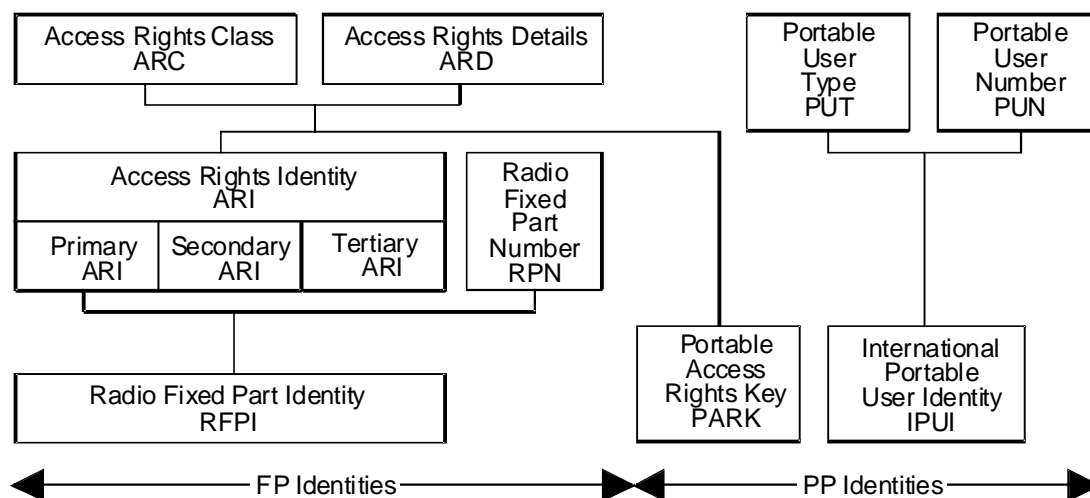 Access Rights Class
ARC
Access Rights Details
ARD
Portable
User
Type
PUT
Portable
User
Number
PUN
Access Rights Identity
ARI
Primary
ARI
Secondary
ARI
Tertiary
ARI
Radio
Fixed
Part
Number
RPN
Radio Fixed Part Identity
RFPI
Portable
Access
Rights Key
PARK
International
Portable
User Identity
IPUI
FP Identities
PP Identities